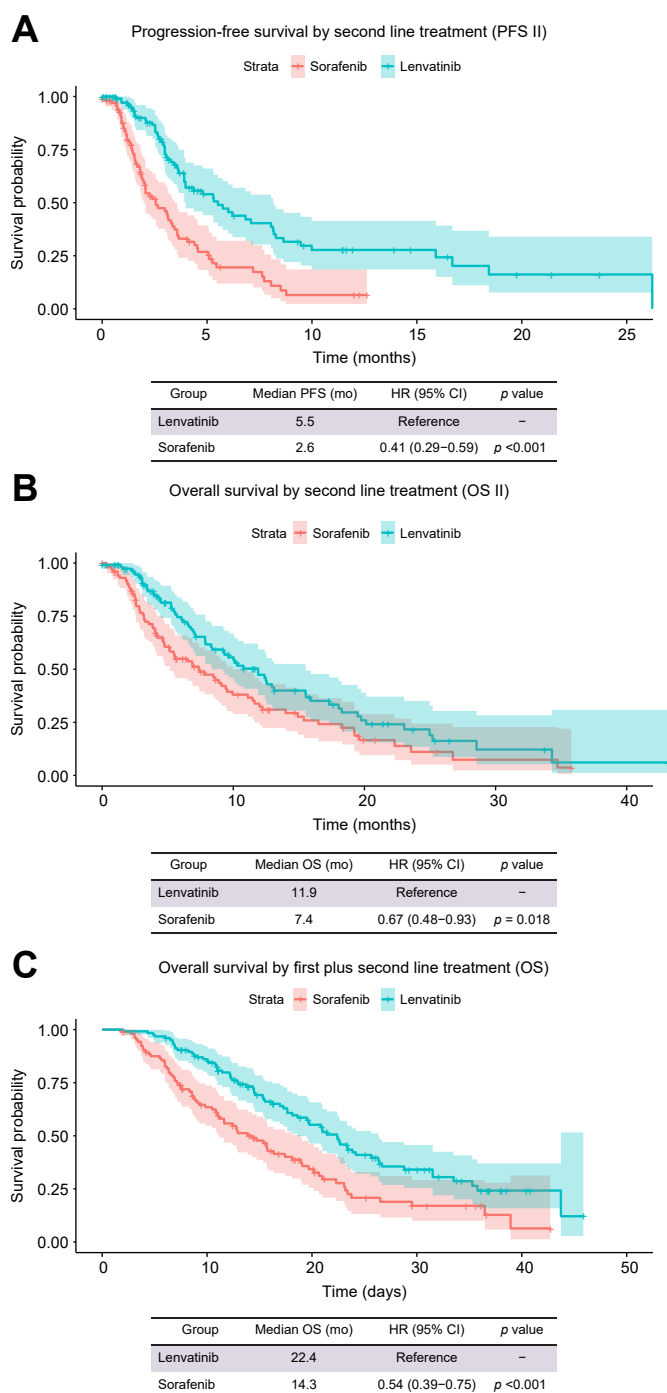 A
Progression-free survival by second line treatment (PFS II)
Strata Sorafenib Lenvatinib
1.00
0.75
0.50
0.25
0.00
Survival probability
0 5 10 15 20 25
Time (months)
Group Median PFS (mo) HR (95% CI) p value
Lenvatinib 5.5 Reference –
Sorafenib 2.6 0.41 (0.29–0.59) p <0.001
B
Overall survival by second line treatment (OS II)
Strata Sorafenib Lenvatinib
1.00
0.75
0.50
0.25
0.00
Survival probability
0 10 20 30 40
Time (months)
Group Median OS (mo) HR (95% CI) p value
Lenvatinib 11.9 Reference –
Sorafenib 7.4 0.67 (0.48–0.93) p = 0.018
C
Overall survival by first plus second line treatment (OS)
Strata Sorafenib Lenvatinib
1.00
0.75
0.50
0.25
0.00
Survival probability
0 10 20 30 40 50
Time (days)
Group Median OS (mo) HR (95% CI) p value
Lenvatinib 22.4 Reference –
Sorafenib 14.3 0.54 (0.39–0.75) p <0.001